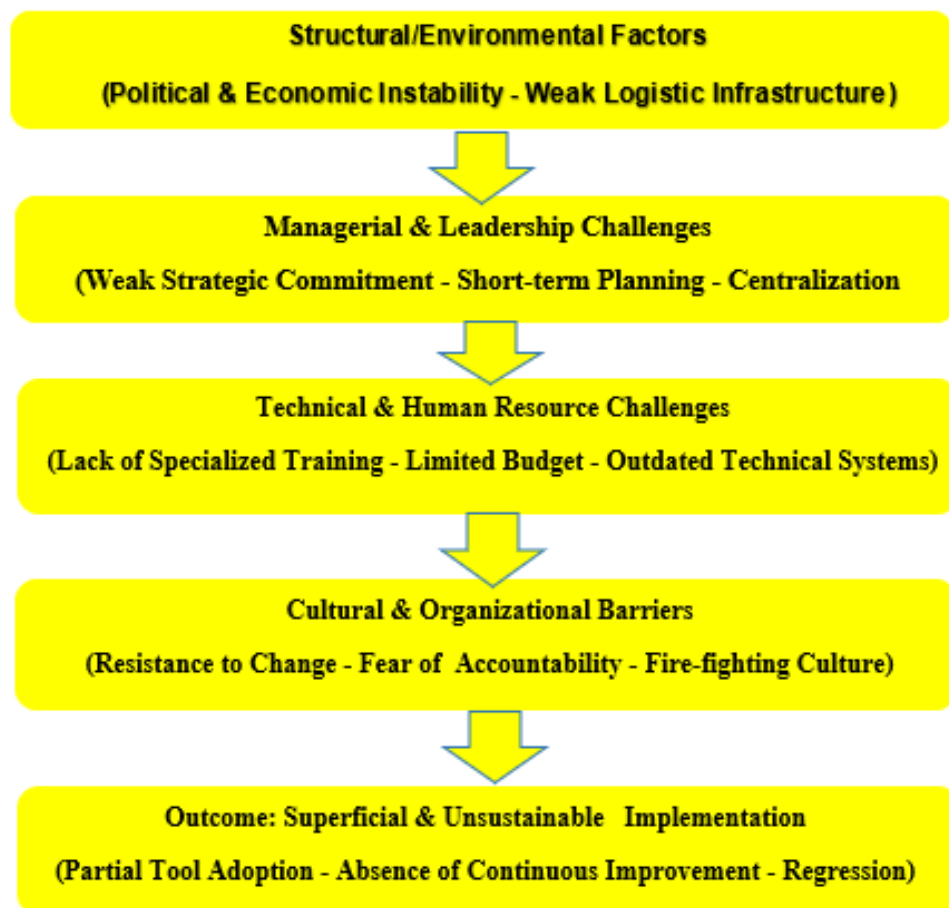 Structural/Environmental Factors
(Political & Economic Instability - Weak Logistic Infrastructure)
Managerial & Leadership Challenges
(Weak Strategic Commitment - Short-term Planning - Centralization
Technical & Human Resource Challenges
(Lack of Specialized Training - Limited Budget - Outdated Technical Systems)
Cultural & Organizational Barriers
(Resistance to Change - Fear of Accountability - Fire-fighting Culture)
Outcome: Superficial & Unsustainable Implementation
(Partial Tool Adoption - Absence of Continuous Improvement - Regression)